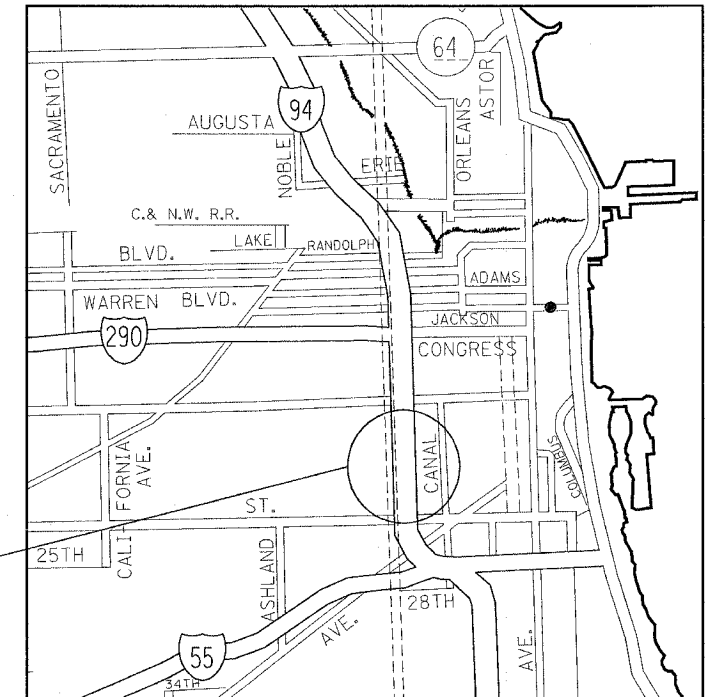 64
SACRAMENTO
ORLEANS
ASTOR
94
AUGUSTA
NOBLE
ERIE
C.& N.W. R.R.
LAKE
RANDOLPH
BLVD.
ADAMS
WARREN BLVD.
JACKSON
290
CONGRESS
CALI-
FORNIA
AVE.
CANAL
COLUMBUS
ST.
25TH
ASHLAND
28TH
AVE.
AVE.
55
34TH